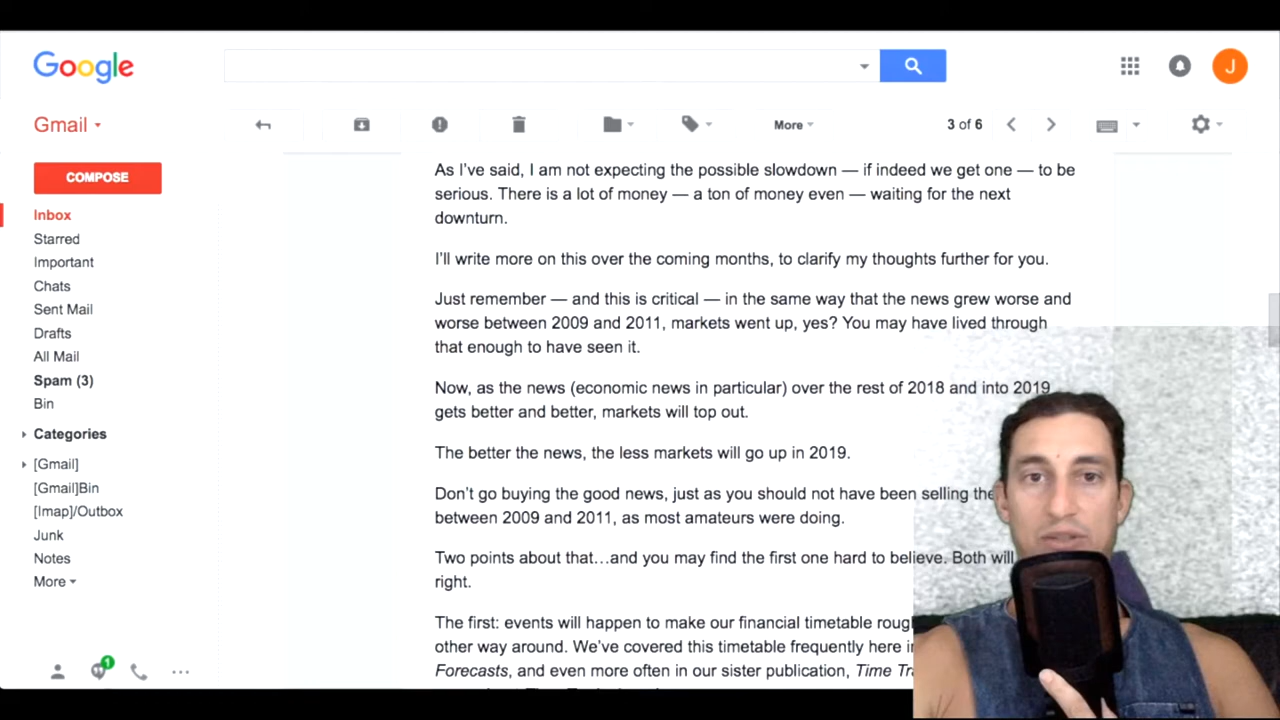 Google
J
Gmail
More
3 of 6
COMPOSE
Inbox
Starred
Important
Chats
Sent Mail
Drafts
All Mail
Spam (3)
Bin
Categories
[Gmail]
[Gmail]Bin
[Imap]/Outbox
Junk
Notes
More
1
As I've said, I am not expecting the possible slowdown — if indeed we get one — to be
serious. There is a lot of money — a ton of money even — waiting for the next
downturn.
I'll write more on this over the coming months, to clarify my thoughts further for you.
Just remember — and this is critical — in the same way that the news grew worse and
worse between 2009 and 2011, markets went up, yes? You may have lived through
that enough to have seen it.
Now, as the news (economic news in particular) over the rest of 2018 and into 2019
gets better and better, markets will top out.
The better the news, the less markets will go up in 2019.
Don't go buying the good news, just as you should not have been selling
between 2009 and 2011, as most amateurs were doing.
Two points about that…and you may find the first one hard to believe. Both will
right.
The first: events will happen to make our financial timetable
other way around. We've covered this timetable frequently here
Forecasts, and even more often in our sister publication, Time